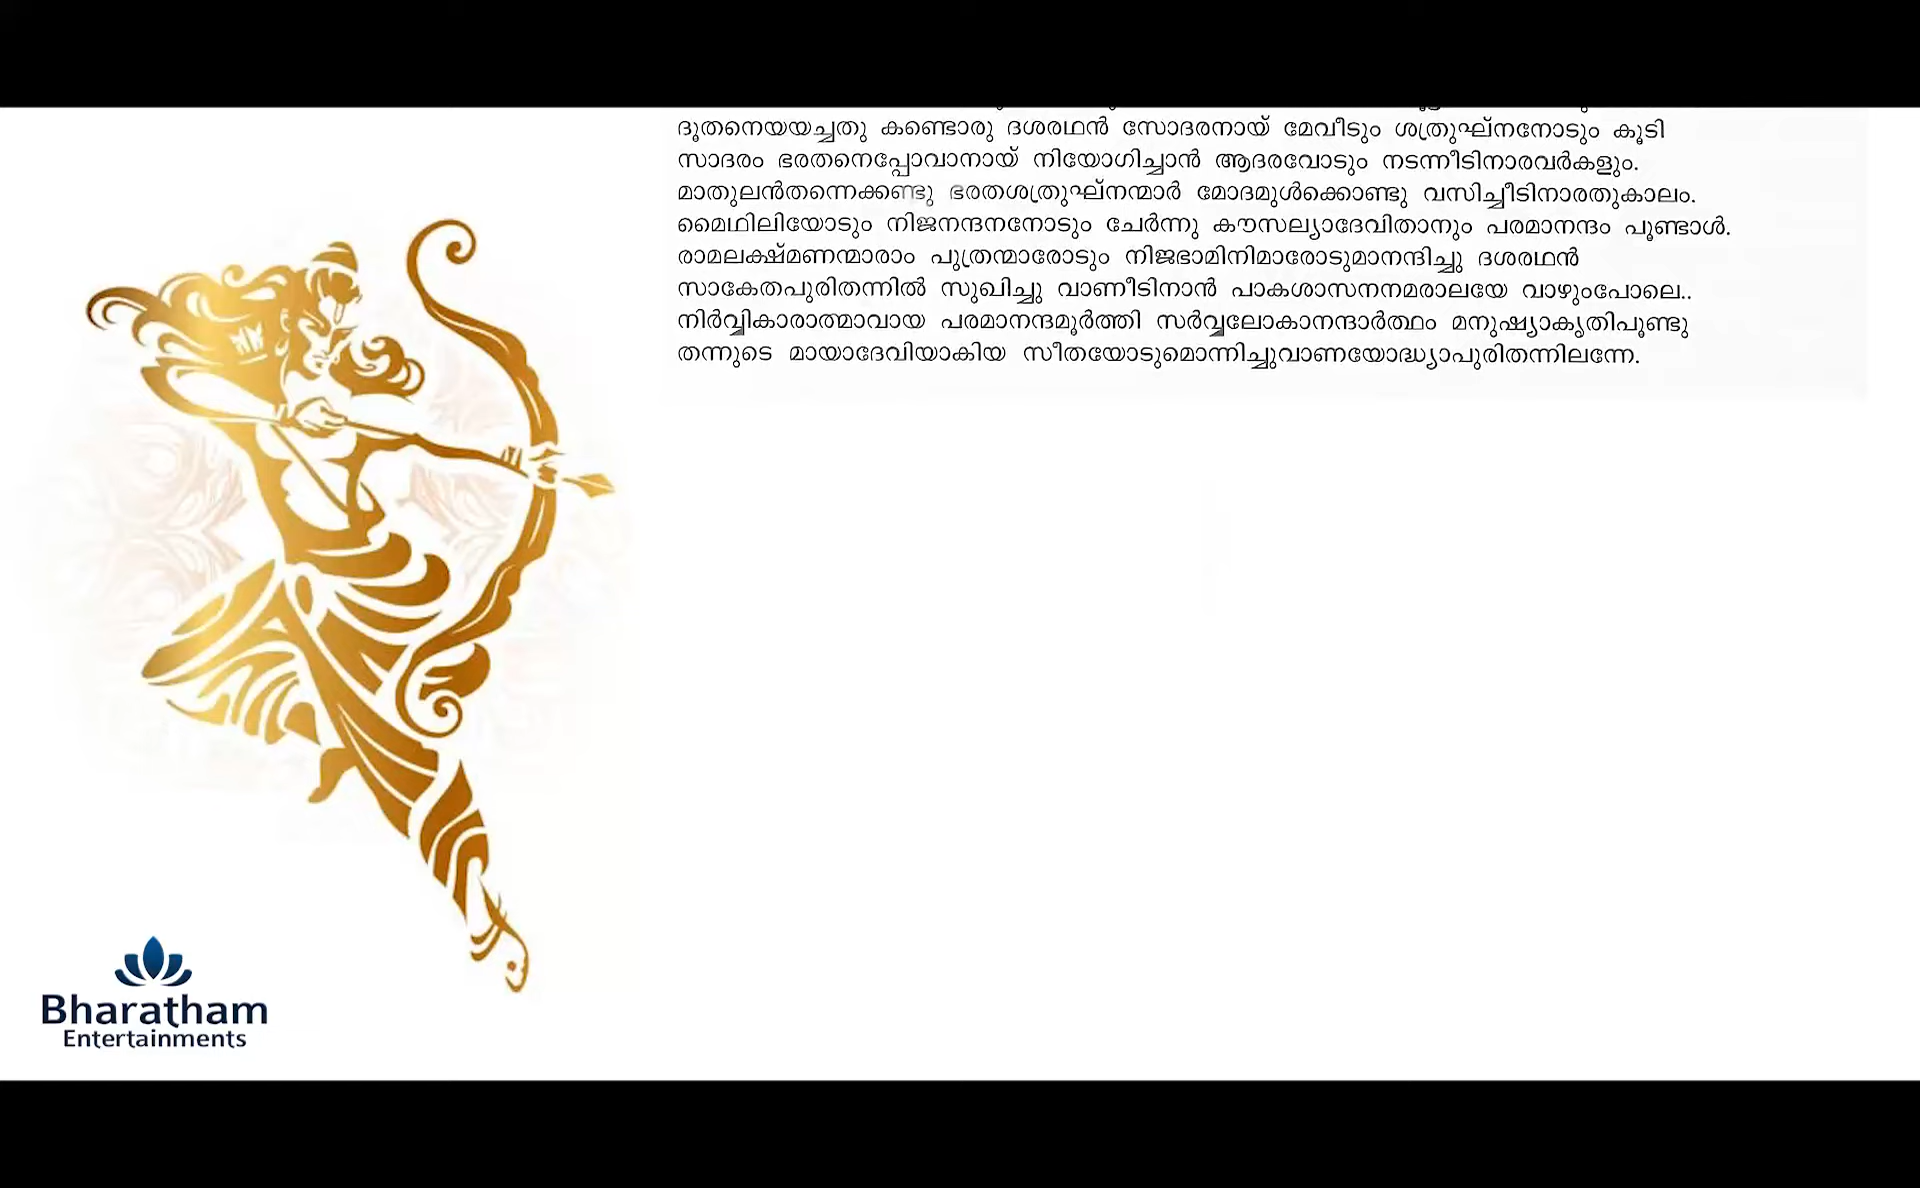 ദൂതനെയയച്ചതു കണ്ടൊരു ദശരഥൻ സോദരനായ് മേവീടും ശത്രുഘ്നനോടും കൂടി
സാദരം ഭരതനെപ്പോവാനായ് നിയോഗിച്ചാൻ ആദരവോടും നടന്നീടിനാരവർകളും.
മാതുലൻതന്നെക്കണ്ടു ഭരതശത്രുഘ്നന്മാർ മോദമുൾക്കൊണ്ടു വസിച്ചീടിനാരതുകാലം.
മൈഥിലിയോടും നിജനന്ദനനോടും ചേർന്നു കൗസല്യാദേവിതാനും പരമാനന്ദം പൂണ്ടാൾ.
രാമലക്ഷ്മണന്മാരാം പുത്രന്മാരോടും നിജഭാമിനിമാരോടുമാനന്ദിച്ചു ദശരഥൻ
സാകേതപുരിതന്നിൽ സുഖിച്ചു വാണീടിനാൻ പാകശാസനനമരാലയേ വാഴുംപോലെ..
നിർവ്വികാരാത്മാവായ പരമാനന്ദമൂർത്തി സർവ്വലോകാനന്ദാർത്ഥം മനുഷ്യാകൃതിപൂണ്ടു
തന്നുടെ മായാദേവിയാകിയ സീതയോടുമൊന്നിച്ചുവാണയോദ്ധ്യാപുരിതന്നിലന്നേ.
Bharatham
Entertainments